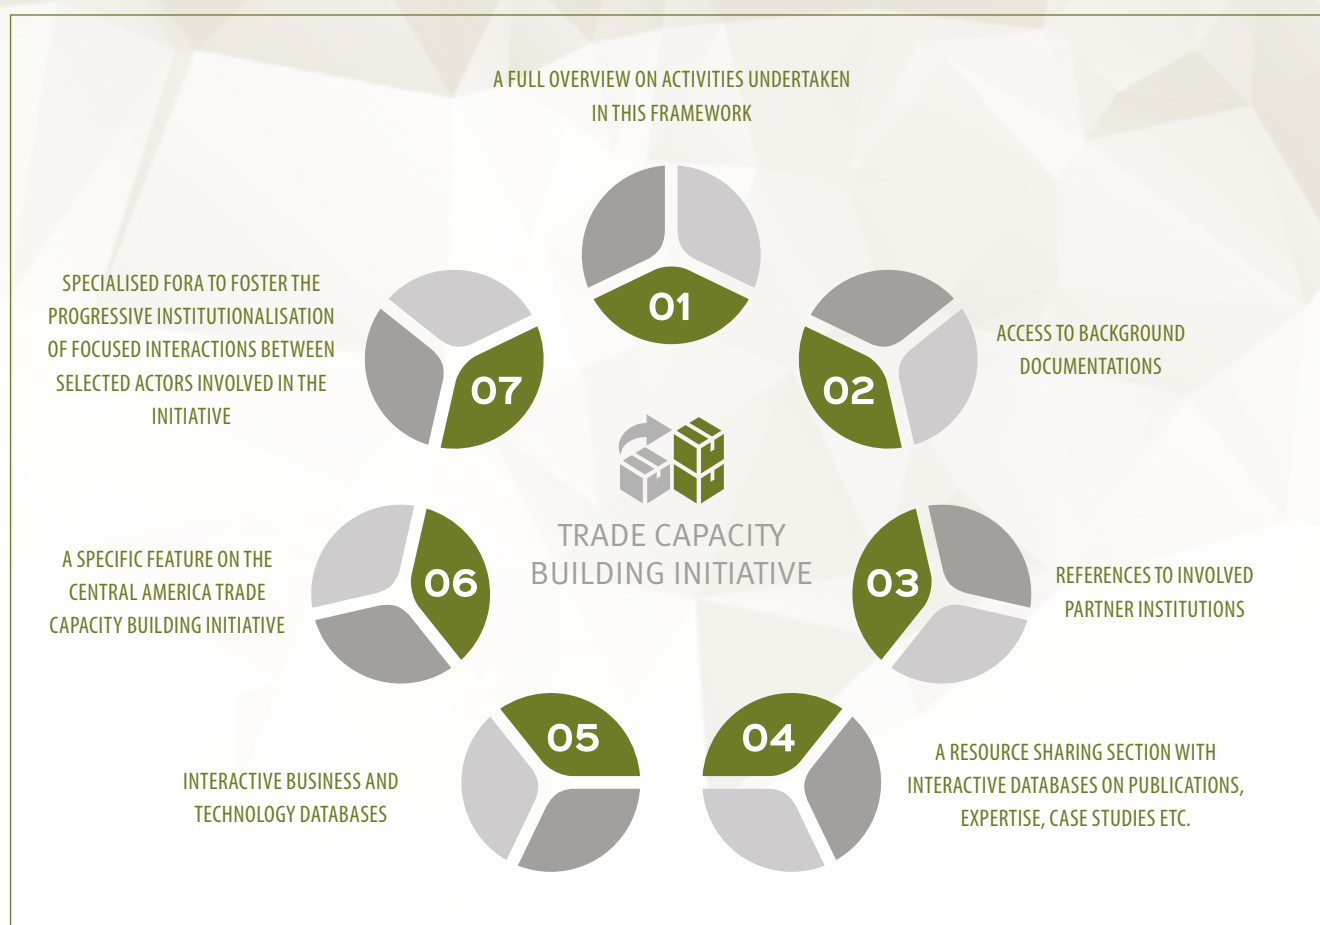 A FULL OVERVIEW ON ACTIVITIES UNDERTAKEN
IN THIS FRAMEWORK
01
02
ACCESS TO BACKGROUND
DOCUMENTATIONS
03
REFERENCES TO INVOLVED
PARTNER INSTITUTIONS
04
A RESOURCE SHARING SECTION WITH
INTERACTIVE DATABASES ON PUBLICATIONS,
EXPERTISE, CASE STUDIES ETC.
05
INTERACTIVE BUSINESS AND
TECHNOLOGY DATABASES
06
A SPECIFIC FEATURE ON THE
CENTRAL AMERICA TRADE
CAPACITY BUILDING INITIATIVE
07
SPECIALISED FORA TO FOSTER THE
PROGRESSIVE INSTITUTIONALISATION
OF FOCUSED INTERACTIONS BETWEEN
SELECTED ACTORS INVOLVED IN THE
INITIATIVE
TRADE CAPACITY
BUILDING INITIATIVE